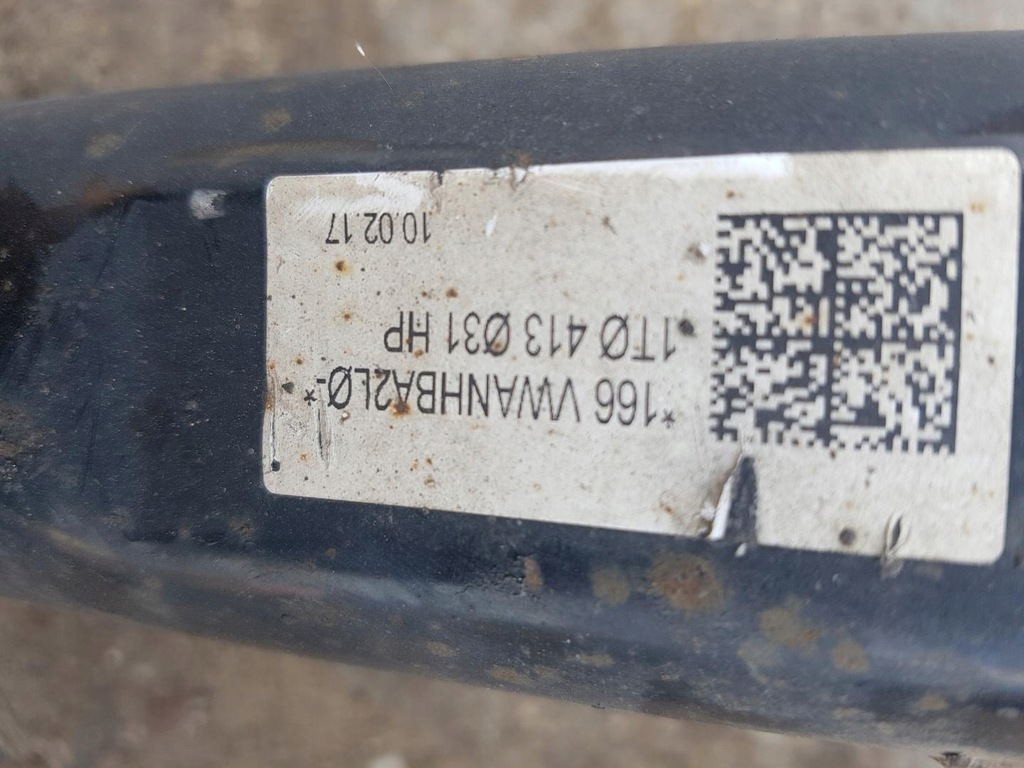 *166 VWANHBA2LØ-*
1TØ 413 Ø31 HP
10.02.17